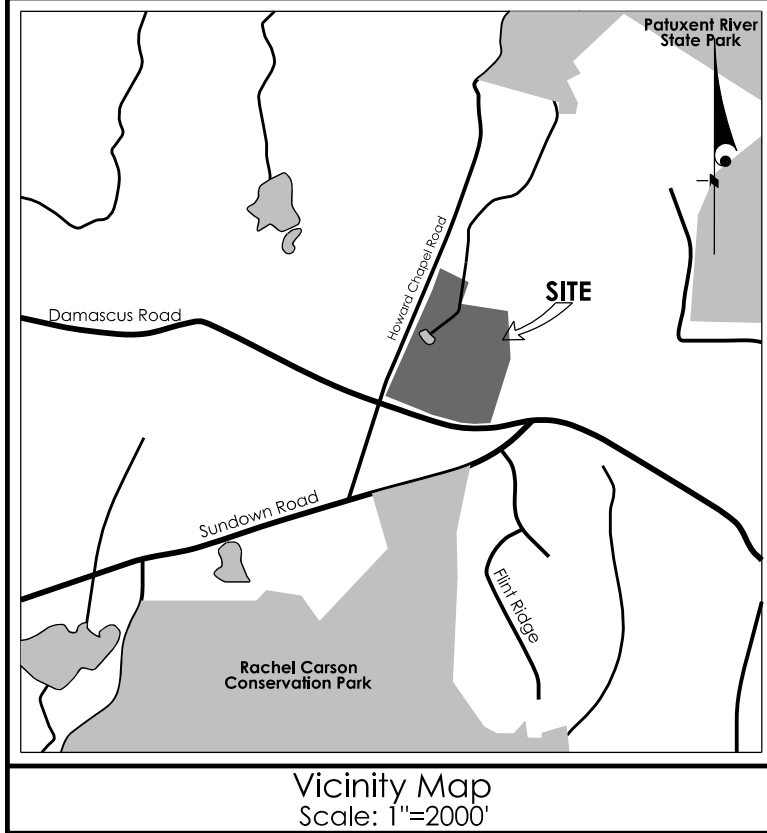 Patuxent River
State Park
Howard Chapel Road
SITE
Damascus Road
Sundown Road
Flint Ridge
Rachel Carson
Conservation Park
Vicinity Map
Scale: 1"=2000'